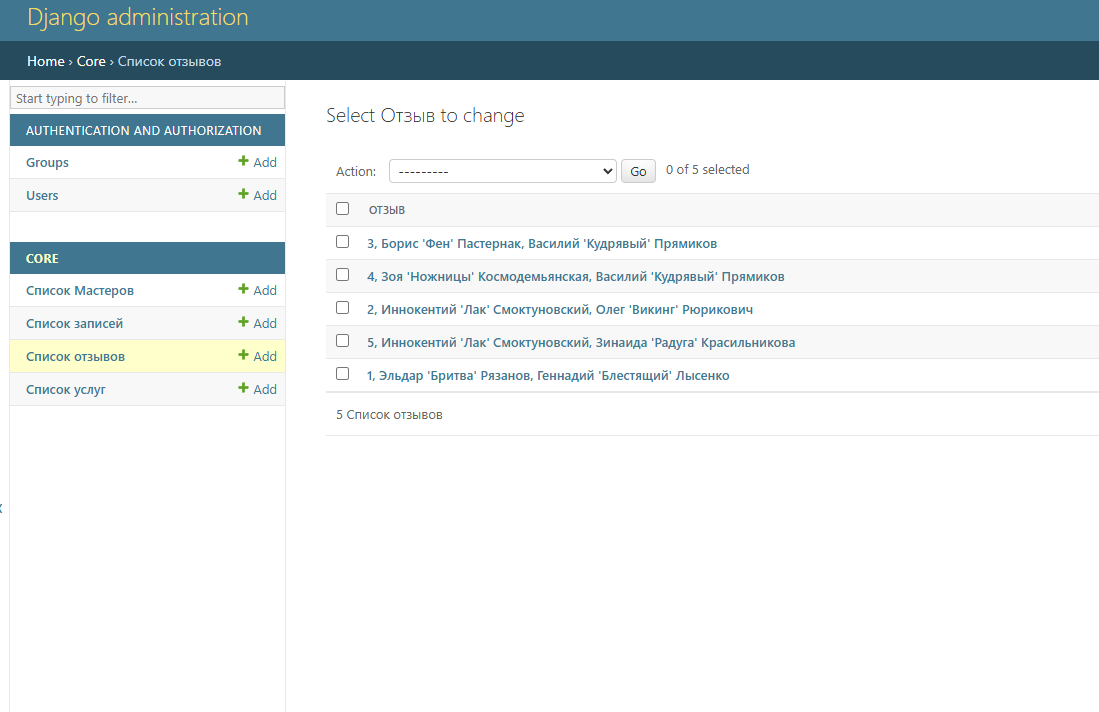 Django administration
Home › Core › Список отзывов
Start typing to filter...
AUTHENTICATION AND AUTHORIZATION
Groups + Add
Users + Add
CORE
Список Мастеров + Add
Список записей + Add
Список отзывов + Add
Список услуг + Add
Select Отзыв to change
Action: --------- Go 0 of 5 selected
ОТЗЫВ
3, Борис 'Фен' Пастернак, Василий 'Кудрявый' Прямиков
4, Зоя 'Ножницы' Космодемьянская, Василий 'Кудрявый' Прямиков
2, Иннокентий 'Лак' Смоктуновский, Олег 'Викинг' Рюрикович
5, Иннокентий 'Лак' Смоктуновский, Зинаида 'Радуга' Красильникова
1, Эльдар 'Бритва' Рязанов, Геннадий 'Блестящий' Лысенко
5 Список отзывов